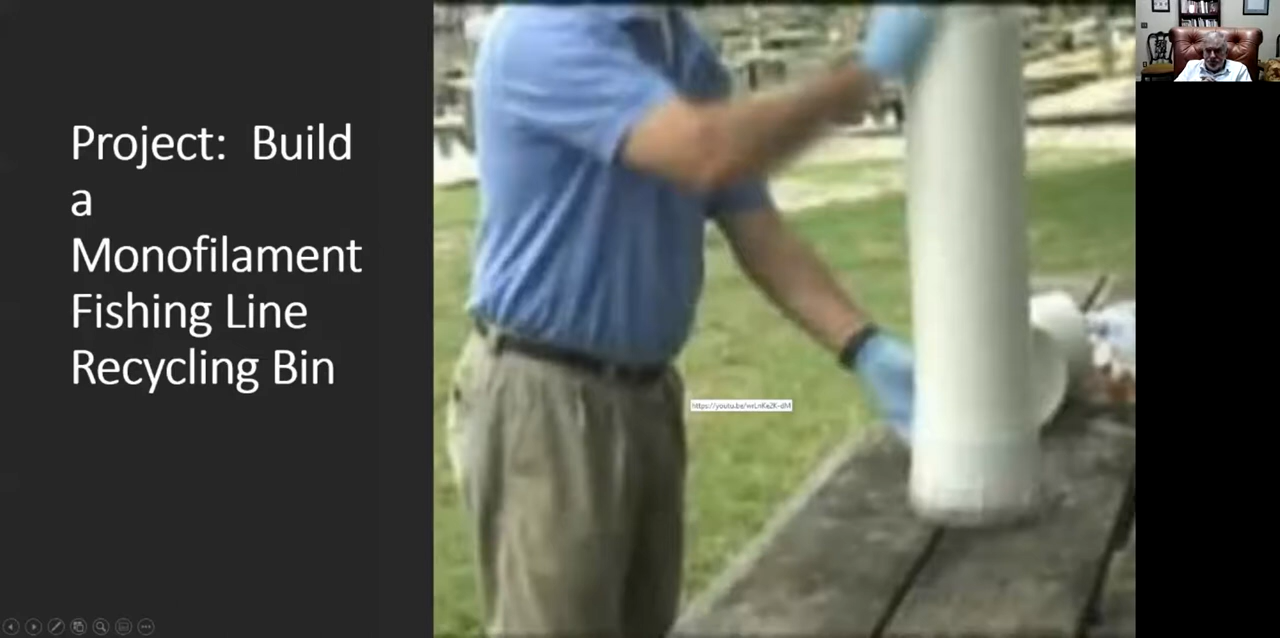 Project:  Build
a
Monofilament
Fishing Line
Recycling Bin